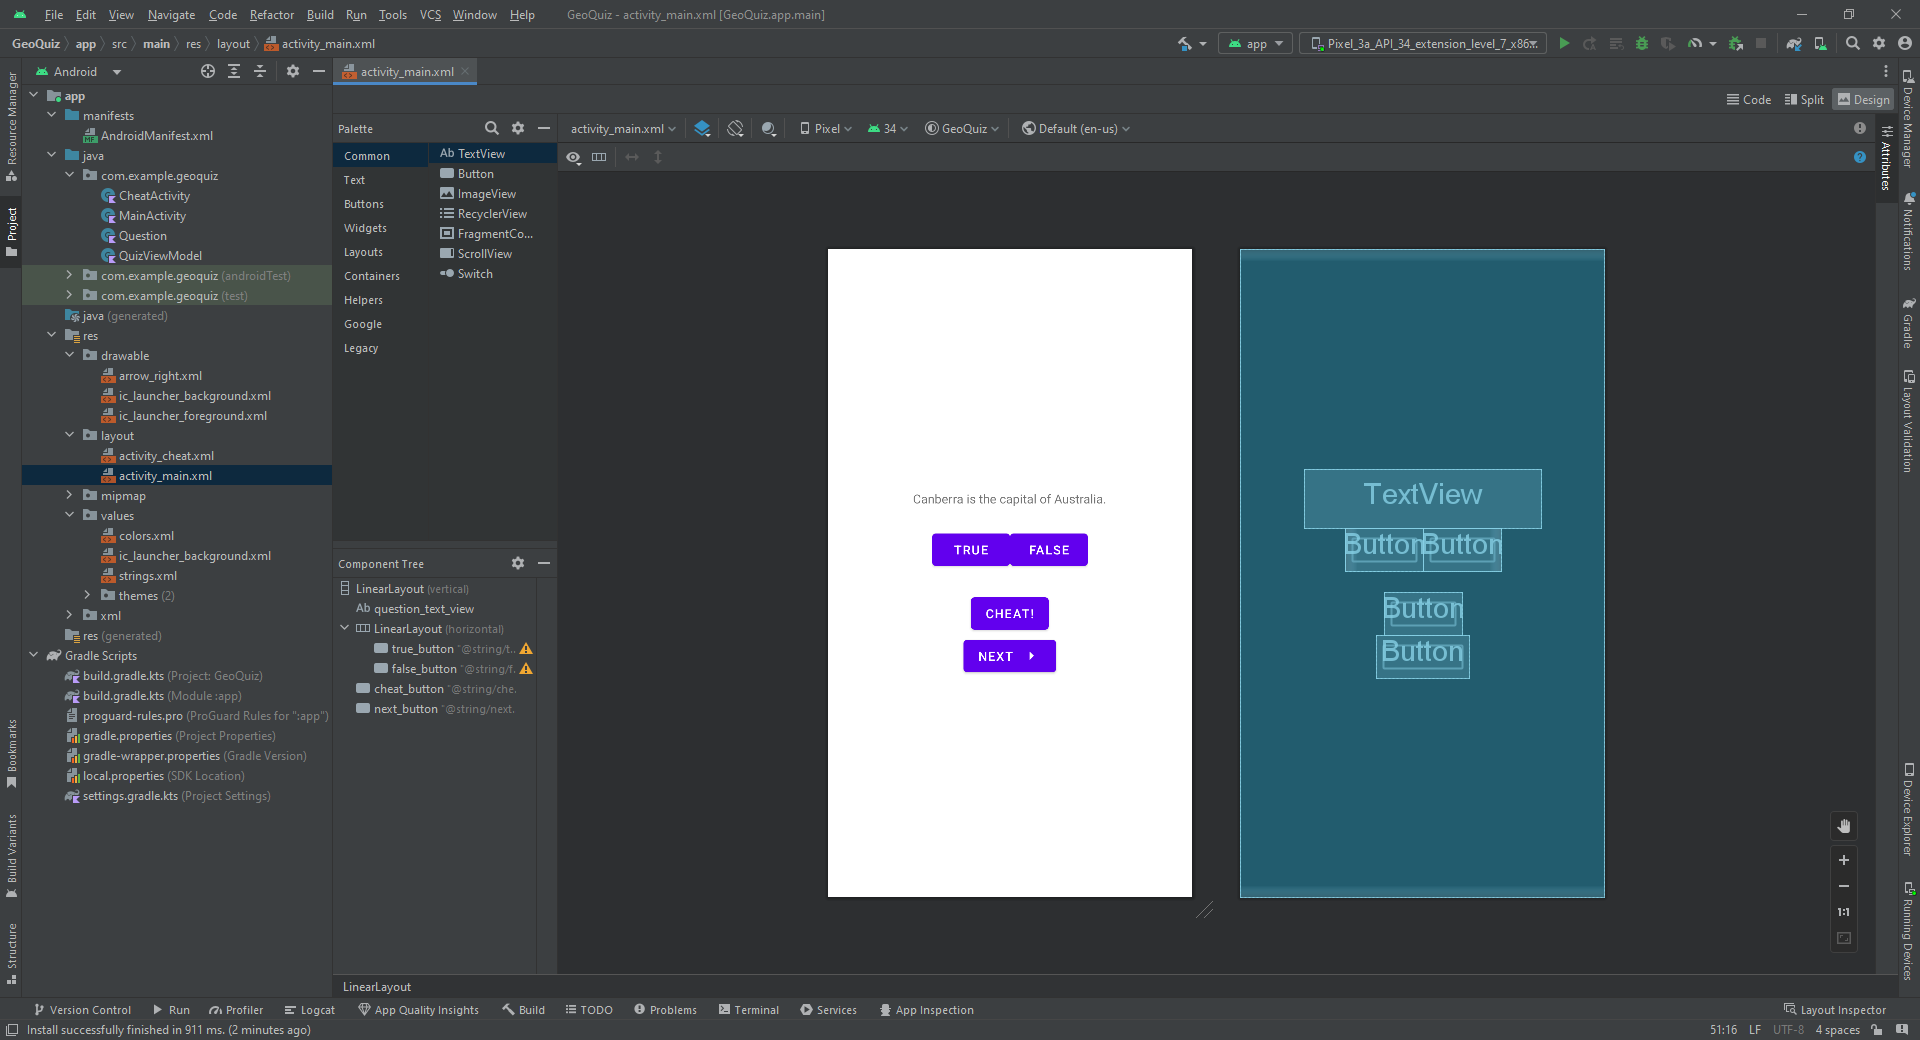 File Edit View Navigate Code Refactor Build Run Tools VCS Window Help GeoQuiz - activity_main.xml [GeoQuiz.app.main]
GeoQuiz app src main res layout activity_main.xml
app
Pixel_3a_API_34_extension_level_7_x86...
Android
activity_main.xml
Code Split Design
Resource Manager
Project
Bookmarks
Build Variants
Structure
app
manifests
AndroidManifest.xml
java
com.example.geoquiz
CheatActivity
MainActivity
Question
QuizViewModel
com.example.geoquiz (androidTest)
com.example.geoquiz (test)
java (generated)
res
drawable
arrow_right.xml
ic_launcher_background.xml
ic_launcher_foreground.xml
layout
activity_cheat.xml
activity_main.xml
mipmap
values
colors.xml
ic_launcher_background.xml
strings.xml
themes (2)
xml
res (generated)
Gradle Scripts
build.gradle.kts (Project: GeoQuiz)
build.gradle.kts (Module :app)
proguard-rules.pro (ProGuard Rules for ":app")
gradle.properties (Project Properties)
gradle-wrapper.properties (Gradle Version)
local.properties (SDK Location)
settings.gradle.kts (Project Settings)
Palette
Common
Text
Buttons
Widgets
Layouts
Containers
Helpers
Google
Legacy
Ab TextView
Button
ImageView
RecyclerView
FragmentCo...
ScrollView
Switch
Component Tree
LinearLayout (vertical)
Ab question_text_view
LinearLayout (horizontal)
true_button "@string/t...
false_button "@string/f...
cheat_button "@string/che...
next_button "@string/next...
activity_main.xml
Pixel 34 GeoQuiz Default (en-us)
Canberra is the capital of Australia.
TRUE FALSE
CHEAT!
NEXT
TextView
Button Button
Button
Button
1:1
LinearLayout
Attributes
Device Manager
Notifications
Gradle
Layout Validation
Device Explorer
Running Devices
Version Control Run Profiler Logcat App Quality Insights Build TODO Problems Terminal Services App Inspection Layout Inspector
Install successfully finished in 911 ms. (2 minutes ago) 51:16 LF UTF-8 4 spaces